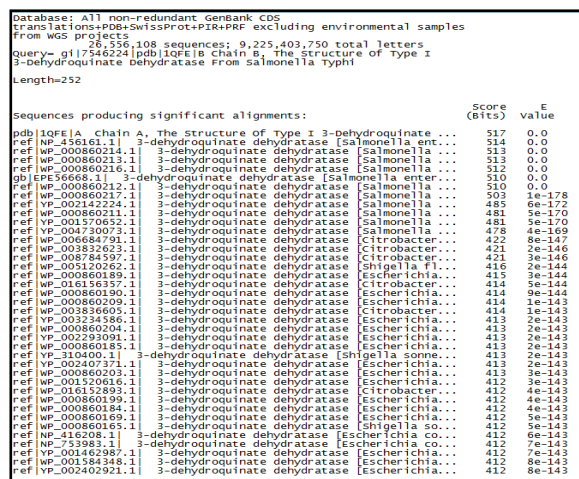 Database: All non-redundant GenBank CDS
translations+PDB+SwissProt+PIR+PRF excluding environmental samples
from WGS projects
26,556,108 sequences; 9,225,403,750 total letters
Query= gi|7546224|pdb|1QFE|B Chain B, The Structure of Type I
3-Dehydroquinate Dehydratase From Salmonella Typhi
Length=252
Score E
Sequences producing significant alignments: (Bits) Value
pdb|1QFE|A Chain A, The Structure of Type I 3-Dehydroquinate ... 517 0.0
ref|NP_456161.1| 3-dehydroquinate dehydratase [Salmonella ent... 514 0.0
ref|WP_000860214.1| 3-dehydroquinate dehydratase [Salmonella ... 513 0.0
ref|WP_000860213.1| 3-dehydroquinate dehydratase [Salmonella ... 513 0.0
ref|WP_000860216.1| 3-dehydroquinate dehydratase [Salmonella ... 512 0.0
gb|EPE56668.1| 3-dehydroquinate dehydratase [Salmonella enter... 510 0.0
ref|WP_000860212.1| 3-dehydroquinate dehydratase [Salmonella ... 510 0.0
ref|WP_000860217.1| 3-dehydroquinate dehydratase [Salmonella ... 503 1e-178
ref|YP_002142224.1| 3-dehydroquinate dehydratase [Salmonella ... 485 6e-172
ref|WP_000860211.1| 3-dehydroquinate dehydratase [Salmonella ... 481 5e-170
ref|YP_001570652.1| 3-dehydroquinate dehydratase [Salmonella ... 481 5e-170
ref|YP_004730073.1| 3-dehydroquinate dehydratase [Salmonella ... 478 4e-169
ref|WP_006684791.1| 3-dehydroquinate dehydratase [Citrobacter... 422 8e-147
ref|WP_003832623.1| 3-dehydroquinate dehydratase [Citrobacter... 421 2e-146
ref|WP_008784597.1| 3-dehydroquinate dehydratase [Citrobacter... 421 3e-146
ref|WP_005120262.1| 3-dehydroquinate dehydratase [Shigella fl... 416 2e-144
ref|WP_000860189.1| 3-dehydroquinate dehydratase [Escherichia... 415 3e-144
ref|WP_016156357.1| 3-dehydroquinate dehydratase [Citrobacter... 414 5e-144
ref|WP_000860190.1| 3-dehydroquinate dehydratase [Escherichia... 414 9e-144
ref|WP_000860209.1| 3-dehydroquinate dehydratase [Escherichia... 414 1e-143
ref|WP_003836605.1| 3-dehydroquinate dehydratase [Citrobacter... 414 1e-143
ref|YP_003234586.1| 3-dehydroquinate dehydratase [Escherichia... 413 2e-143
ref|WP_000860204.1| 3-dehydroquinate dehydratase [Escherichia... 413 2e-143
ref|YP_002293091.1| 3-dehydroquinate dehydratase [Escherichia... 413 2e-143
ref|WP_000860185.1| 3-dehydroquinate dehydratase [Escherichia... 413 2e-143
ref|YP_310400.1| 3-dehydroquinate dehydratase [Shigella sonne... 413 2e-143
ref|YP_002407371.1| 3-dehydroquinate dehydratase [Escherichia... 413 2e-143
ref|WP_000860203.1| 3-dehydroquinate dehydratase [Escherichia... 413 3e-143
ref|WP_001520616.1| 3-dehydroquinate dehydratase [Escherichia... 412 3e-143
ref|WP_016152893.1| 3-dehydroquinate dehydratase [Citrobacter... 412 4e-143
ref|WP_000860199.1| 3-dehydroquinate dehydratase [Escherichia... 412 4e-143
ref|WP_000860184.1| 3-dehydroquinate dehydratase [Escherichia... 412 4e-143
ref|WP_000860169.1| 3-dehydroquinate dehydratase [Escherichia... 412 5e-143
ref|WP_000860165.1| 3-dehydroquinate dehydratase [Shigella so... 412 5e-143
ref|NP_416208.1| 3-dehydroquinate dehydratase [Escherichia co... 412 6e-143
ref|NP_753983.1| 3-dehydroquinate dehydratase [Escherichia co... 412 7e-143
ref|YP_001462987.1| 3-dehydroquinate dehydratase [Escherichia... 412 7e-143
ref|WP_001584348.1| 3-dehydroquinate dehydratase [Escherichia... 412 8e-143
ref|YP_002402921.1| 3-dehydroquinate dehydratase [Escherichia... 412 8e-143